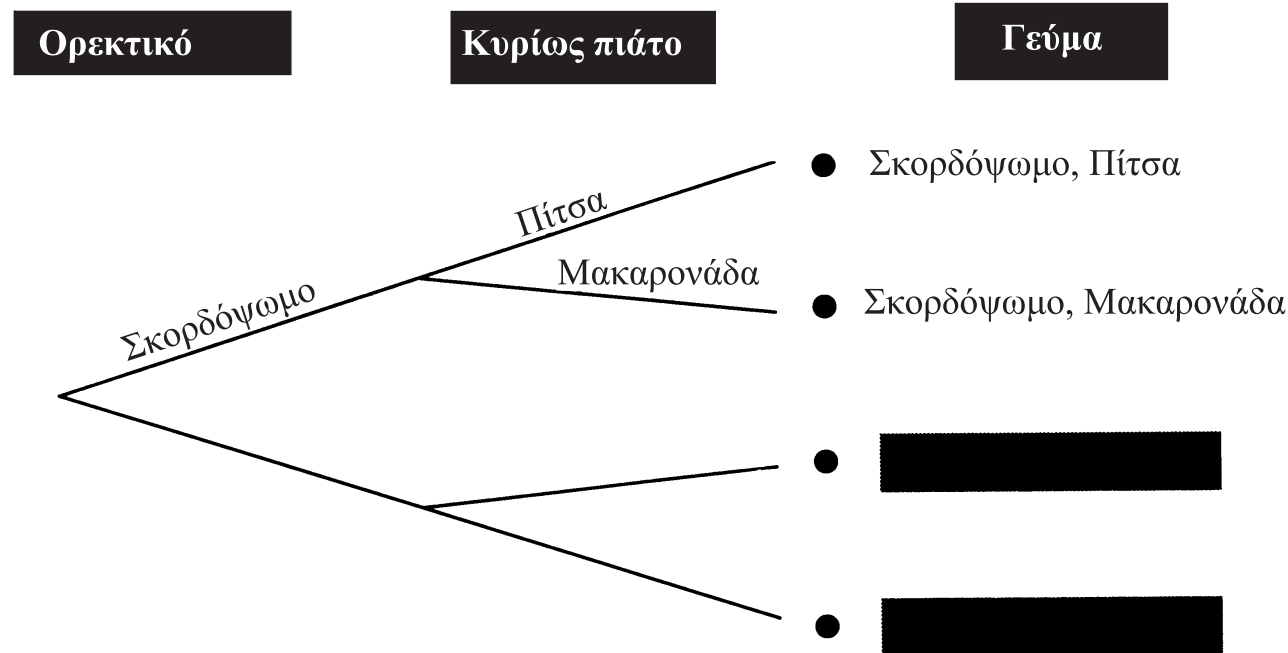 Ορεκτικό
Κυρίως πιάτο
Γεύμα
Σκορδόψωμο, Πίτσα
Πίτσα
Μακαρονάδα
Σκορδόψωμο, Μακαρονάδα
Σκορδόψωμο